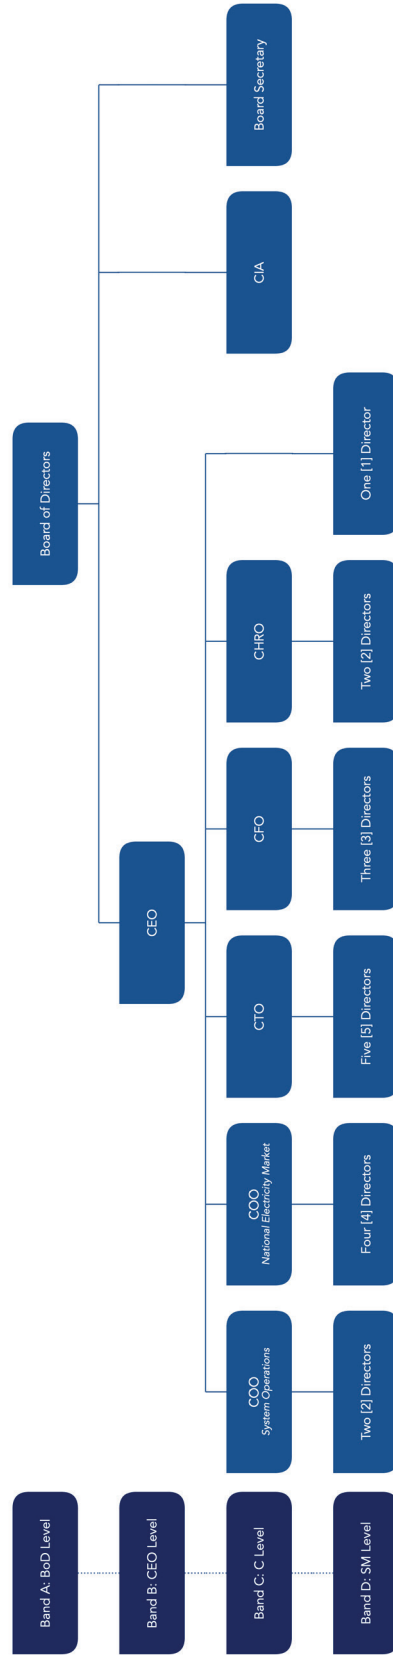 Band A: BoD Level
Board of Directors
Band B: CEO Level
CEO
Band C: C Level
COO
System Operations
COO
National Electricity Market
CTO
CFO
CHRO
CIA
Board Secretary
Band D: SM Level
Two [2] Directors
Four [4] Directors
Five [5] Directors
Three [3] Directors
Two [2] Directors
One [1] Director